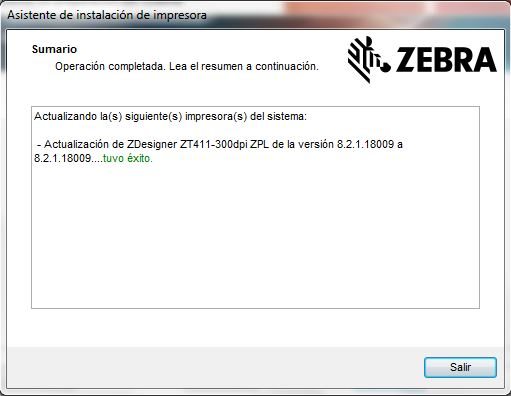 Asistente de instalación de impresora
Sumario
Operación completada. Lea el resumen a continuación.
ZEBRA
Actualizando la(s) siguiente(s) impresora(s) del sistema:
- Actualización de ZDesigner ZT411-300dpi ZPL de la versión 8.2.1.18009 a
8.2.1.18009....tuvo éxito.
Salir